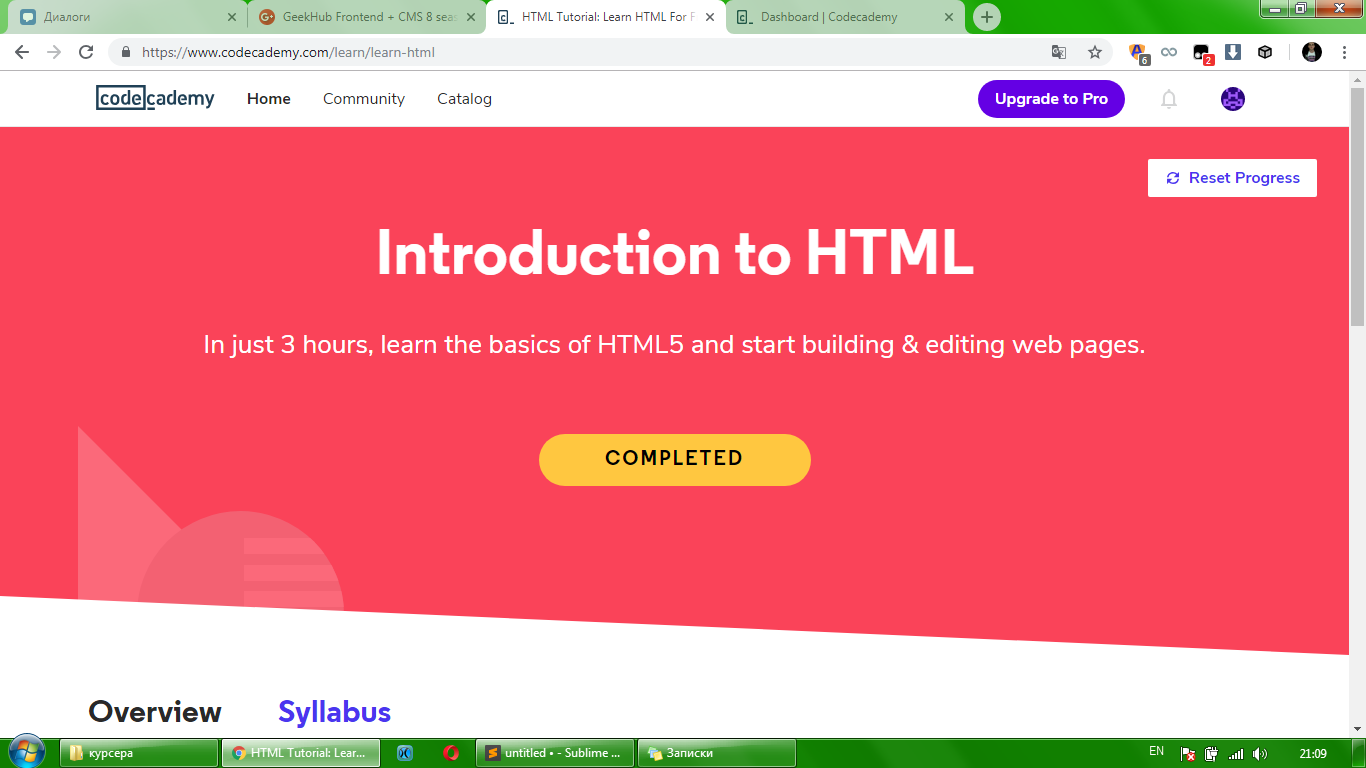 Диалоги
GeekHub Frontend + CMS 8 seas
HTML Tutorial: Learn HTML For F
Dashboard | Codecademy
https://www.codecademy.com/learn/learn-html
6
2
codecademy
Home
Community
Catalog
Upgrade to Pro
Reset Progress
Introduction to HTML
In just 3 hours, learn the basics of HTML5 and start building & editing web pages.
COMPLETED
Overview
Syllabus
курсера
HTML Tutorial: Lear...
untitled • - Sublime ...
Записки
EN
21:09